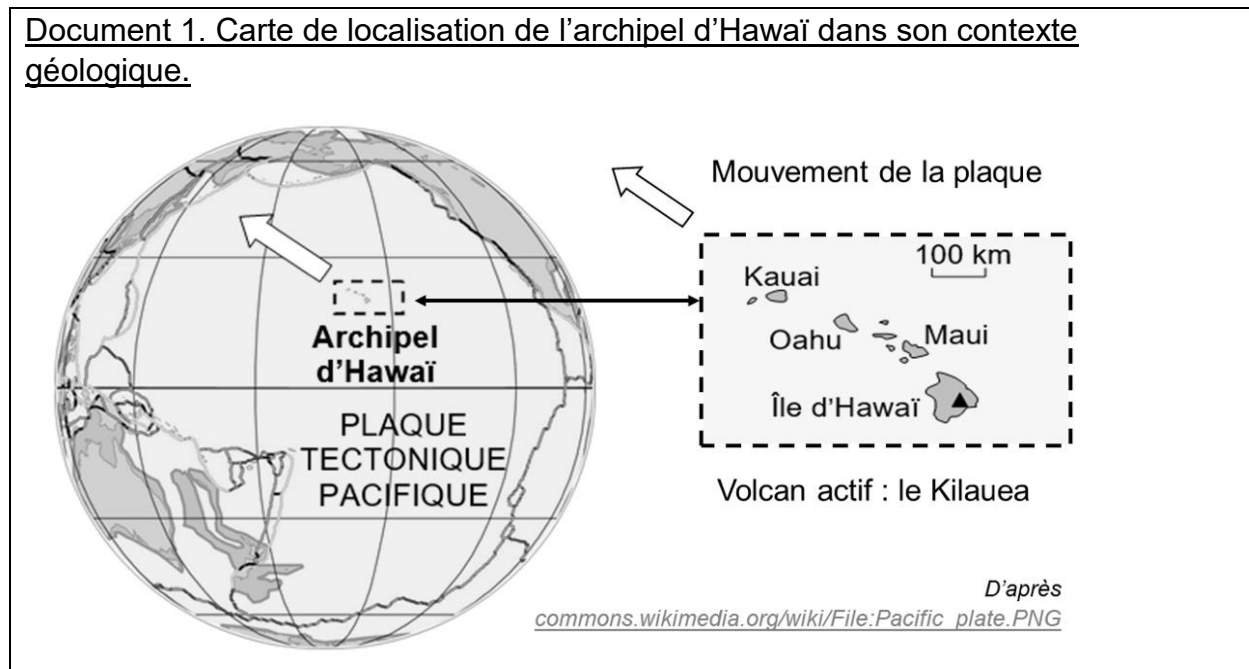 Document 1. Carte de localisation de l’archipel d’Hawaï dans son contexte
géologique.
Mouvement de la plaque
100 km
Kauai
Oahu
Maui
Île d’Hawaï
Archipel
d’Hawaï
PLAQUE
TECTONIQUE
PACIFIQUE
Volcan actif : le Kilauea
D’après
commons.wikimedia.org/wiki/File:Pacific_plate.PNG